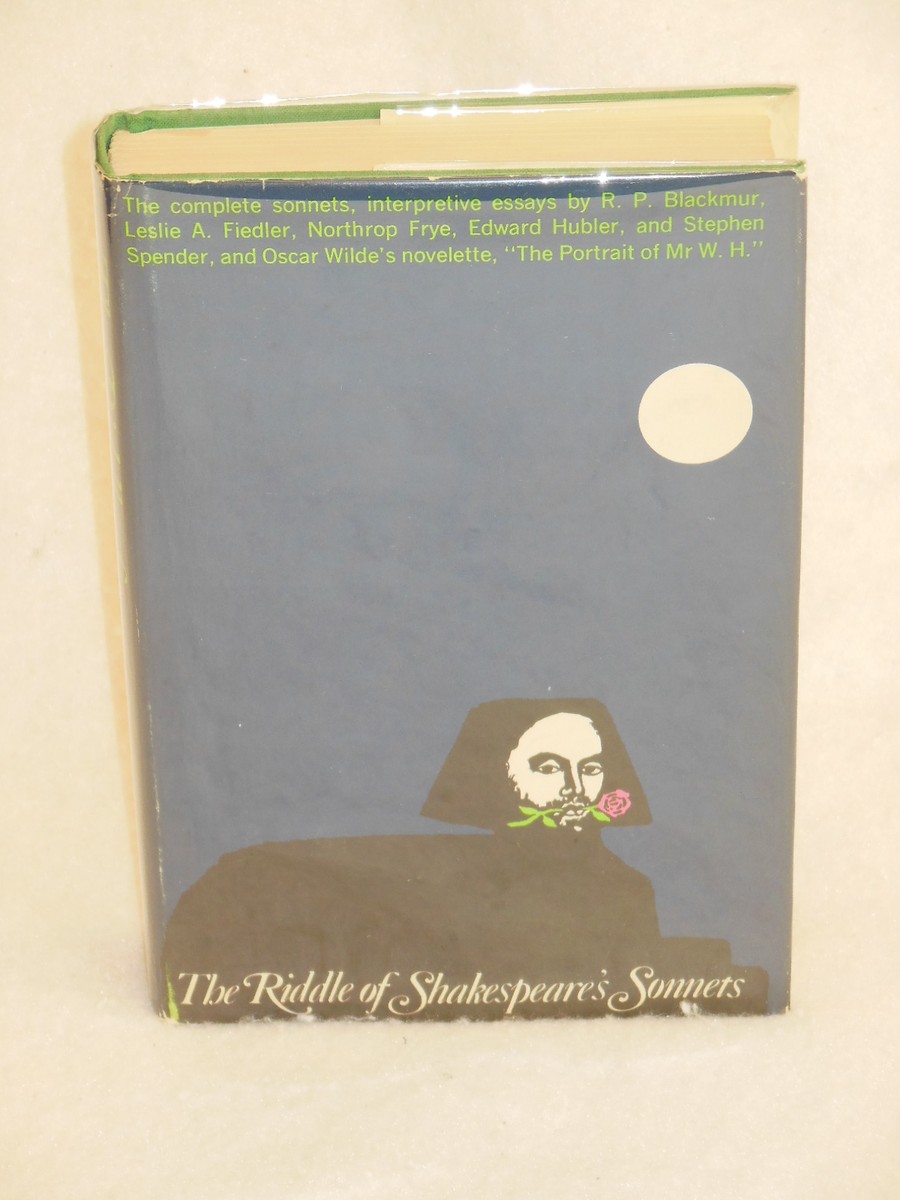 The complete sonnets, interpretive essays by R. P. Blackmur,
Leslie A. Fiedler, Northrop Frye, Edward Hubler, and Stephen
Spender, and Oscar Wilde's novelette, "The Portrait of Mr W. H."
The Riddle of Shakespeare's Sonnets